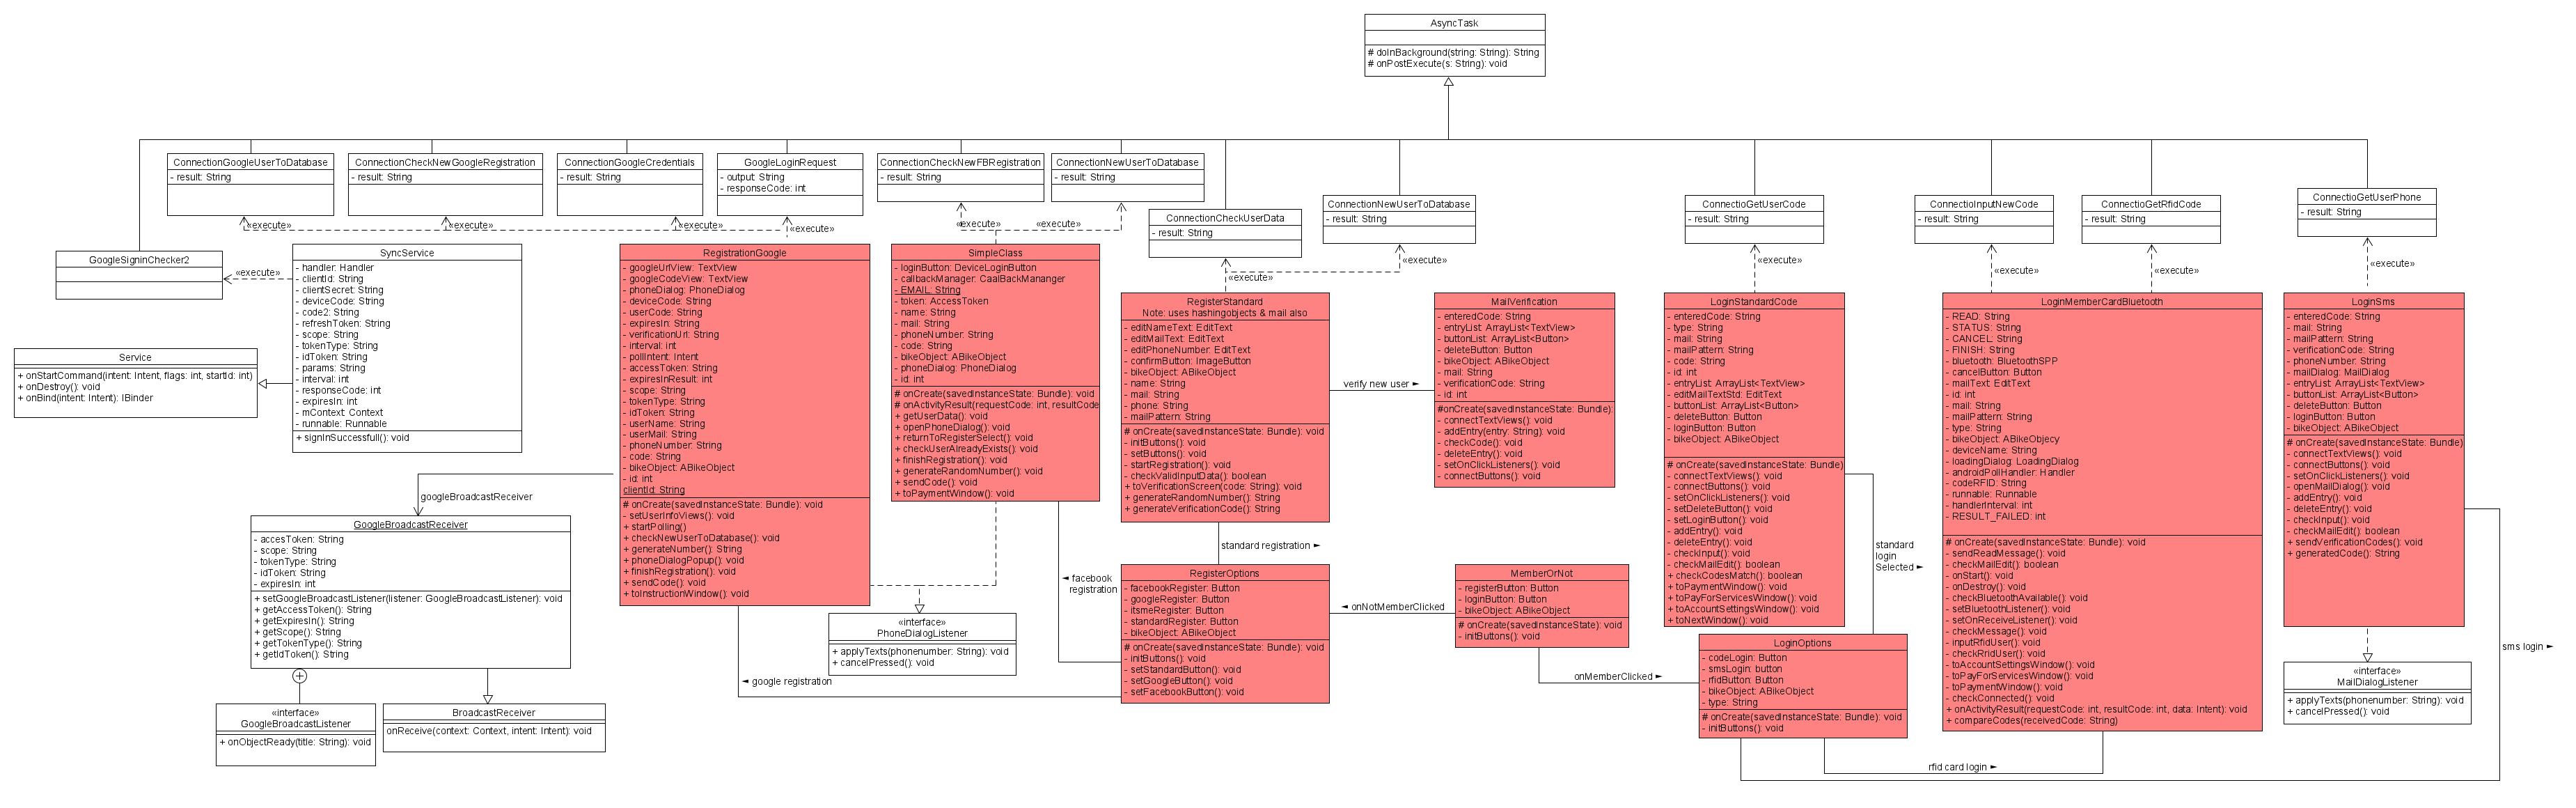 AsyncTask
# doInBackground(string: String): String
# onPostExecute(s: String): void
ConnectionGoogleUserToDatabase
- result: String
ConnectionCheckNewGoogleRegistration
- result: String
ConnectionGoogleCredentials
- result: String
GoogleLoginRequest
- output: String
- responseCode: int
ConnectionCheckNewFBRegistration
- result: String
ConnectionNewUserToDatabase
- result: String
ConnectionCheckUserData
- result: String
ConnectionNewUserToDatabase
- result: String
ConnectioGetUserCode
- result: String
ConnectioInputNewCode
- result: String
ConnectioGetRfidCode
- result: String
ConnectioGetUserPhone
- result: String
«execute»
«execute»
«execute»
«execute»
«execute»
«execute»
«execute»
«execute»
«execute»
«execute»
«execute»
«execute»
«execute»
GoogleSigninChecker2
SyncService
- handler: Handler
- clientId: String
- clientSecret: String
- deviceCode: String
- code2: String
- refreshToken: String
- scope: String
- tokenType: String
- idToken: String
- params: String
- interval: int
- responseCode: int
- expiresIn: int
- mContext: Context
- runnable: Runnable
+ signInSuccessfull(): void
Service
+ onStartCommand(intent: Intent, flags: int, startId: int)
+ onDestroy(): void
+ onBind(intent: Intent): IBinder
RegistrationGoogle
- googleUrlView: TextView
- googleCodeView: TextView
- phoneDialog: PhoneDialog
- deviceCode: String
- userCode: String
- expiresIn: String
- verificationUrl: String
- interval: int
- pollIntent: Intent
- accessToken: String
- expiresInResult: int
- scope: String
- tokenType: String
- idToken: String
- userName: String
- userMail: String
- phoneNumber: String
- code: String
- bikeObject: ABikeObject
- id: int
clientId: String
# onCreate(savedInstanceState: Bundle): void
- setUserInfoViews(): void
+ startPolling()
+ checkNewUserToDatabase(): void
+ generateNumber(): String
+ phoneDialogPopup(): void
+ finishRegistration(): void
+ sendCode(): void
+ toInstructionWindow(): void
SimpleClass
- loginButton: DeviceLoginButton
- callbackManager: CaalBackMananger
- EMAIL: String
- token: AccessToken
- name: String
- mail: String
- phoneNumber: String
- code: String
- bikeObject: ABikeObject
- phoneDialog: PhoneDialog
- id: int
# onCreate(savedInstanceState: Bundle): void
# onActivityResult(requestCode: int, resultCode
+ getUserData(): void
+ openPhoneDialog(): void
+ returnToRegisterSelect(): void
+ checkUserAlreadyExists(): void
+ finishRegistration(): void
+ generateRandomNumber(): void
+ sendCode(): void
+ toPaymentWindow(): void
RegisterStandard
Note: uses hashingobjects & mail also
- editNameText: EditText
- editMailText: EditText
- editPhoneNumber: EditText
- confirmButton: ImageButton
- bikeObject: ABikeObject
- name: String
- mail: String
- phone: String
- mailPattern: String
# onCreate(savedInstanceState: Bundle): void
- initButtons(): void
- setButtons(): void
- startRegistration(): void
- checkValidInputData(): boolean
+ toVerificationScreen(code: String): void
+ generateRandomNumber(): String
+ generateVerificationCode(): String
verify new user ►
MailVerification
- enteredCode: String
- entryList: ArrayList<TextView>
- buttonList: ArrayList<Button>
- deleteButton: Button
- bikeObject: ABikeObject
- mail: String
- verificationCode: String
- id: int
#onCreate(savedInstanceState: Bundle):
- connectTextViews(): void
- addEntry(entry: String): void
- checkCode(): void
- deleteEntry(): void
- setOnClickListeners(): void
- connectButtons(): void
LoginStandardCode
- enteredCode: String
- type: String
- mail: String
- mailPattern: String
- code: String
- id: int
- entryList: ArrayList<TextView>
- editMailTextStd: EditText
- buttonList: ArrayList<Button>
- deleteButton: Button
- loginButton: Button
- bikeObject: ABikeObject
# onCreate(savedInstanceState: Bundle)
- connectTextViews(): void
- connectButtons(): void
- setOnClickListeners(): void
- setDeleteButton(): void
- setLoginButton(): void
- addEntry(): void
- deleteEntry(): void
- checkInput(): void
- checkMailEdit(): boolean
+ checkCodesMatch(): boolean
+ toPaymentWindow(): void
+ toPayForServicesWindow(): void
+ toAccountSettingsWindow(): void
+ toNextWindow(): void
LoginMemberCardBluetooth
- READ: String
- STATUS: String
- CANCEL: String
- FINISH: String
- bluetooth: BluetoothSPP
- cancelButton: Button
- mailText: EditText
- id: int
- mail: String
- mailPattern: String
- type: String
- bikeObject: ABikeObjecy
- deviceName: String
- loadingDialog: LoadingDialog
- androidPollHandler: Handler
- codeRFID: String
- runnable: Runnable
- handlerInterval: int
- RESULT_FAILED: int
# onCreate(savedInstanceState: Bundle): void
- sendReadMessage(): void
- checkMailEdit(): boolean
- onStart(): void
- onDestroy(): void
- checkBluetoothAvailable(): void
- setBluetoothListener(): void
- setOnReceiveListener(): void
- checkMessage(): void
- inputRfidUser(): void
- checkRridUser(): void
- toAccountSettingsWindow(): void
- toPayForServicesWindow(): void
- toPaymentWindow(): void
- checkConnected(): void
+ onActivityResult(requestCode: int, resultCode: int, data: Intent): void
+ compareCodes(receivedCode: String)
LoginSms
- enteredCode: String
- mail: String
- mailPattern: String
- verificationCode: String
- phoneNumber: String
- mailDialog: MailDialog
- entryList: ArrayList<TextView>
- buttonList: ArrayList<Button>
- deleteButton: Button
- loginButton: Button
- bikeObject: ABikeObject
# onCreate(savedInstanceState: Bundle)
- connectTextViews(): void
- connectButtons(): void
- setOnClickListeners(): void
- openMailDialog(): void
- addEntry(): void
- deleteEntry(): void
- checkInput(): void
- checkMailEdit(): boolean
+ sendVerificationCodes(): void
+ generatedCode(): String
googleBroadcastReceiver
GoogleBroadcastReceiver
- accesToken: String
- scope: String
- tokenType: String
- idToken: String
- expiresIn: int
+ setGoogleBroadcastListener(listener: GoogleBroadcastListener): void
+ getAccessToken(): String
+ getExpiresIn(): String
+ getScope(): String
+ getTokenType(): String
+ getIdToken(): String
«interface»
GoogleBroadcastListener
+ onObjectReady(title: String): void
BroadcastReceiver
onReceive(context: Context, intent: Intent): void
«interface»
PhoneDialogListener
+ applyTexts(phonenumber: String): void
+ cancelPressed(): void
◄ facebook
registration
◄ google registration
standard registration ►
RegisterOptions
- facebookRegister: Button
- googleRegister: Button
- itsmeRegister: Button
- standardRegister: Button
- bikeObject: ABikeObject
# onCreate(savedInstanceState: Bundle): void
- initButtons(): void
- setStandardButton(): void
- setGoogleButton(): void
- setFacebookButton(): void
◄ onNotMemberClicked
MemberOrNot
- registerButton: Button
- loginButton: Button
- bikeObject: ABikeObject
# onCreate(savedInstanceState): void
- initButtons(): void
onMemberClicked ►
standard
login
Selected ►
LoginOptions
- codeLogin: Button
- smsLogin: button
- rfidButton: Button
- bikeObject: ABikeObject
- type: String
# onCreate(savedInstanceState: Bundle): void
- initButtons(): void
rfid card login ►
sms login ►
«interface»
MailDialogListener
+ applyTexts(phonenumber: String): void
+ cancelPressed(): void